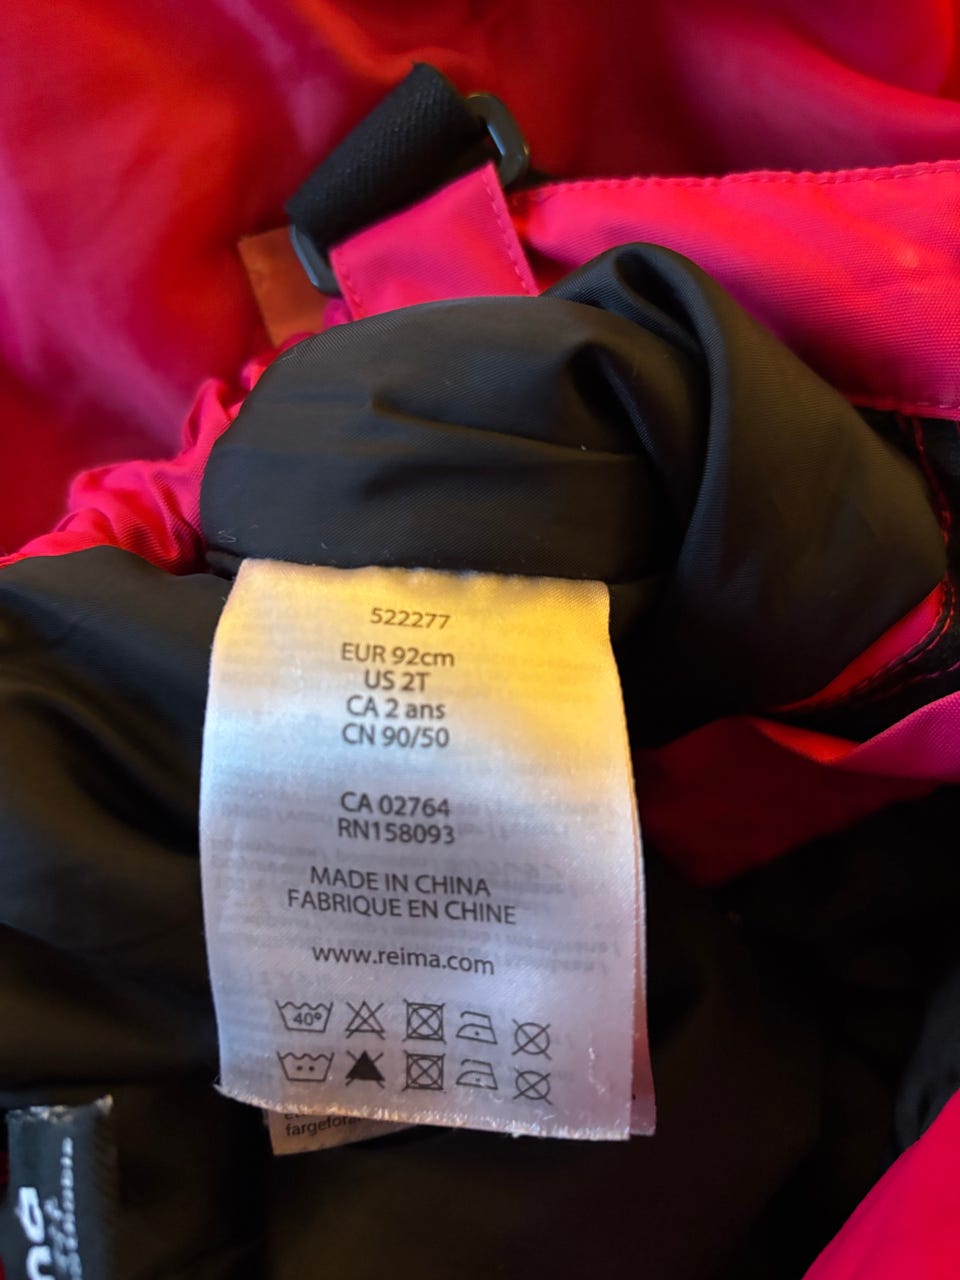 522277
EUR 92cm
US 2T
CA 2 ans
CN 90/50
CA 02764
RN158093
MADE IN CHINA
FABRIQUE EN CHINE
www.reima.com
40°